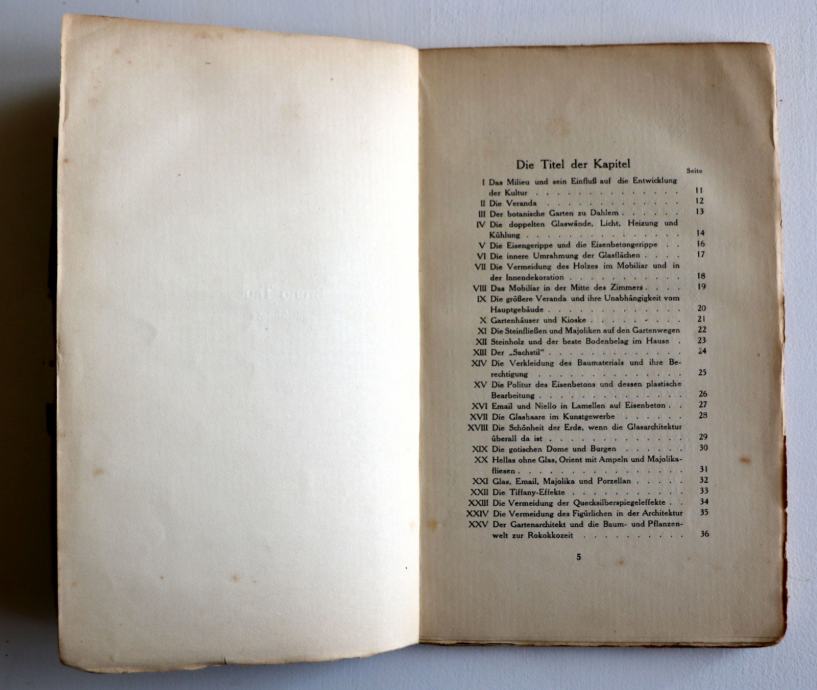 Die Titel der Kapitel
Seite
I Das Milieu und sein Einfluß auf die Entwicklung
der Kultur . . . . . . . . . . . . . 11
II Die Veranda . . . . . . . . . . . . 12
III Der botanische Garten zu Dahlem . . . . . . 13
IV Die doppelten Glaswände, Licht, Heizung und
Kühlung . . . . . . . . . . . . . . 14
V Die Eisengerippe und die Eisenbetongerippe . . 16
VI Die innere Umrahmung der Glasflächen . . . . 17
VII Die Vermeidung des Holzes im Mobiliar und in
der Innendekoration . . . . . . . . . . 18
VIII Das Mobiliar in der Mitte des Zimmers . . . . 19
IX Die größere Veranda und ihre Unabhängigkeit vom
Hauptgebäude . . . . . . . . . . . . 20
X Gartenhäuser und Kioske . . . . . . . . 21
XI Die Steinfließen und Majoliken auf den Gartenwegen 22
XII Steinholz und der beste Bodenbelag im Hause . 23
XIII Der „Sachstil“ . . . . . . . . . . . . 24
XIV Die Verkleidung des Baumaterials und ihre Be-
rechtigung . . . . . . . . . . . . . 25
XV Die Politur des Eisenbetons und dessen plastische
Bearbeitung . . . . . . . . . . . . . 26
XVI Email und Niello in Lamellen auf Eisenbeton . . 27
XVII Die Glashaare im Kunstgewerbe . . . . . . 28
XVIII Die Schönheit der Erde, wenn die Glasarchitektur
überall da ist . . . . . . . . . . . . 29
XIX Die gotischen Dome und Burgen . . . . . . 30
XX Hellas ohne Glas, Orient mit Ampeln und Majolika-
fliesen . . . . . . . . . . . . . . . 31
XXI Glas, Email, Majolika und Porzellan . . . . . 32
XXII Die Tiffany-Effekte . . . . . . . . . . 33
XXIII Die Vermeidung der Quecksilberspiegeleffekte . . 34
XXIV Die Vermeidung des Figürlichen in der Architektur 35
XXV Der Gartenarchitekt und die Baum- und Pflanzen-
welt zur Rokokkozeit . . . . . . . . . . 36
5